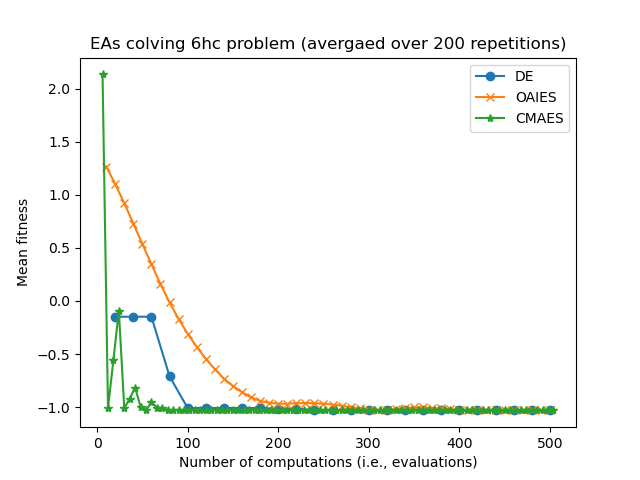 EAs colving 6hc problem (avergaed over 200 repetitions)
DE
OAIES
CMAES
2.0
1.5
1.0
0.5
0.0
−0.5
−1.0
Mean fitness
0 100 200 300 400 500
Number of computations (i.e., evaluations)